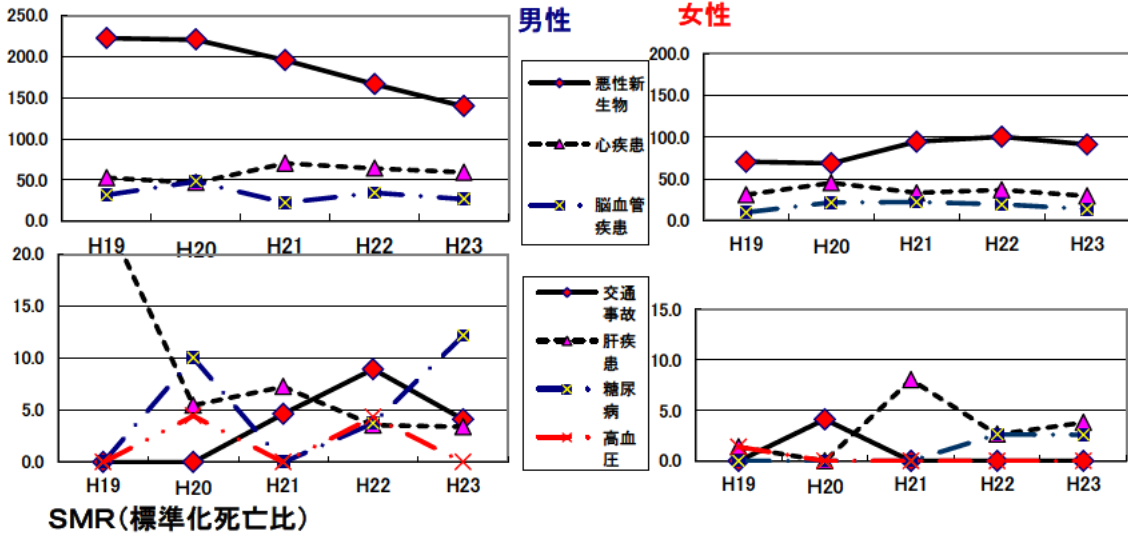 男性
250.0
200.0
150.0
100.0
50.0
0.0
H19
H20
H21
H22
H23
悪性新
生物
心疾患
脳血管
疾患
女性
200.0
150.0
100.0
50.0
0.0
H19
H20
H21
H22
H23
20.0
15.0
10.0
5.0
0.0
H19
H20
H21
H22
H23
交通
事故
肝疾
患
糖尿
病
高血
圧
15.0
10.0
5.0
0.0
H19
H20
H21
H22
H23
SMR(標準化死亡比)